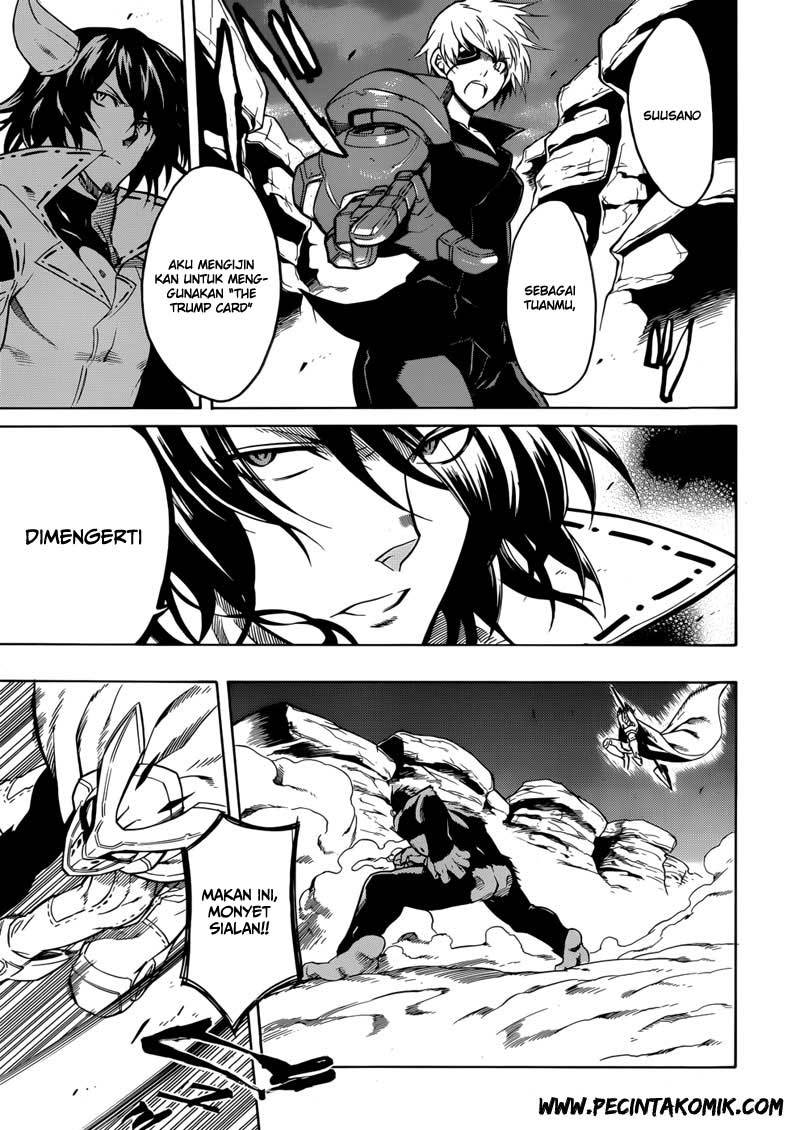 SUUSANO
SEBAGAI
TUANMU,
AKU MENGIJIN
KAN UNTUK MENG-
GUNAKAN "THE
TRUMP CARD"
DIMENGERTI
MAKAN INI,
MONYET
SIALAN!!
WWW.PECINTAKOMIK.COM